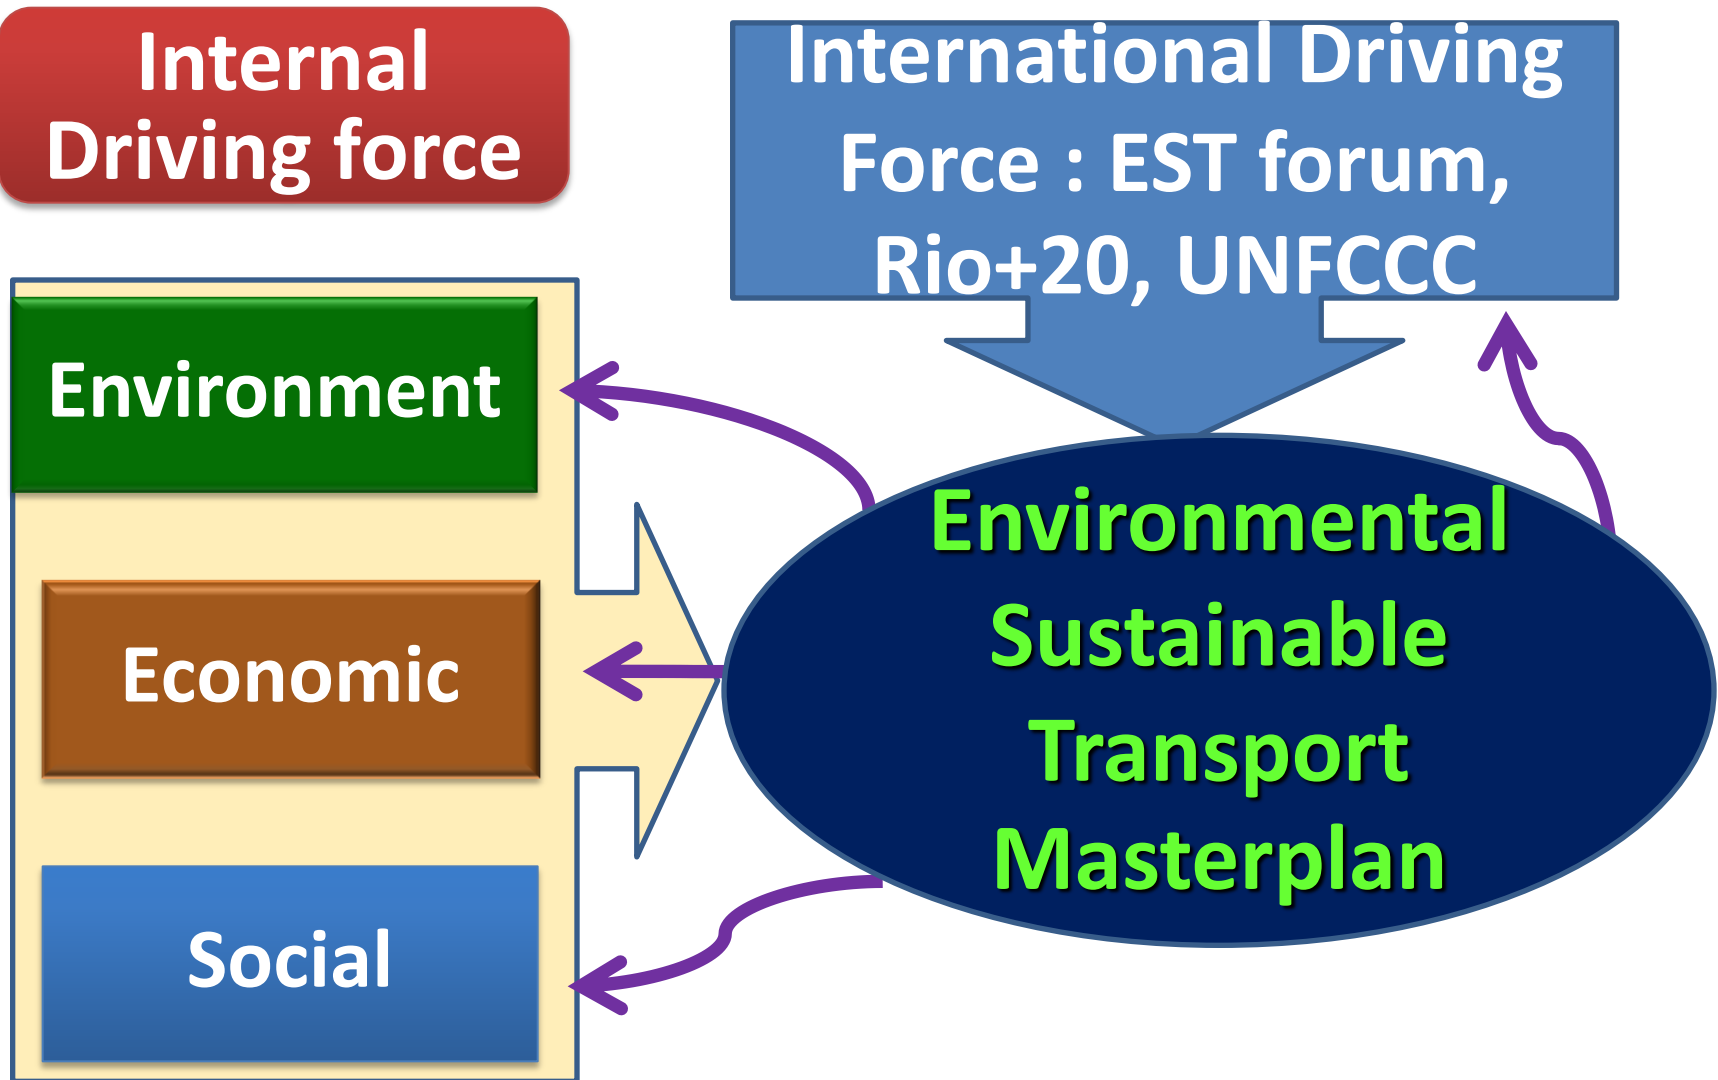 Internal
Driving force
International Driving
Force : EST forum,
Rio+20, UNFCCC
Environment
Economic
Social
Environmental
Sustainable
Transport
Masterplan